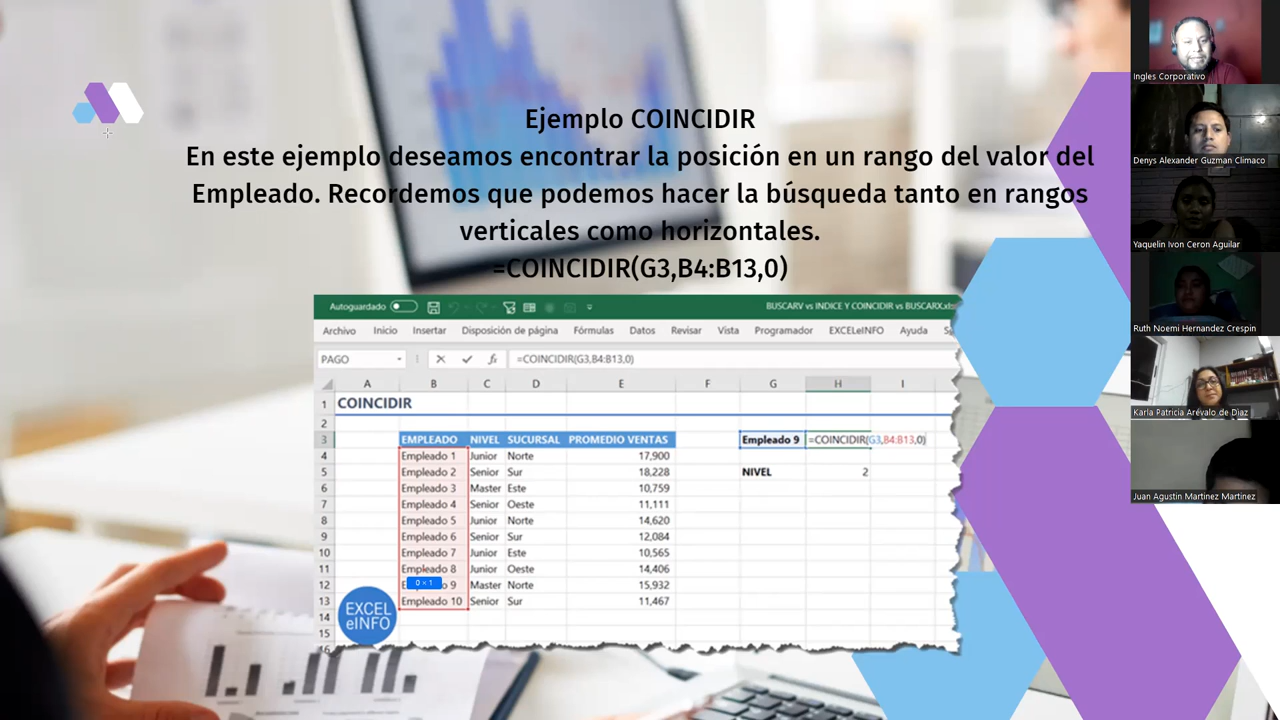 Ejemplo COINCIDIR
En este ejemplo deseamos encontrar la posición en un rango del valor del
Empleado. Recordemos que podemos hacer la búsqueda tanto en rangos
verticales como horizontales.
=COINCIDIR(G3,B4:B13,0)
Autoguardado BUSCARV vs INDICE Y COINCIDIR vs BUSCARX.xls
Archivo Inicio Insertar Disposición de página Fórmulas Datos Revisar Vista Programador EXCELeINFO Ayuda
PAGO fx =COINCIDIR(G3,B4:B13,0)
A B C D E F G H I
1 COINCIDIR
2
3 EMPLEADO NIVEL SUCURSAL PROMEDIO VENTAS Empleado 9 =COINCIDIR(G3,B4:B13,0)
4 Empleado 1 Junior Norte 17,900
5 Empleado 2 Senior Sur 18,228 NIVEL 2
6 Empleado 3 Master Este 10,759
7 Empleado 4 Senior Oeste 11,111
8 Empleado 5 Junior Norte 14,620
9 Empleado 6 Senior Sur 12,084
10 Empleado 7 Junior Este 10,565
11 Empleado 8 Junior Oeste 14,406
12 9 Master Norte 15,932
0 × 1
13 Empleado 10 Senior Sur 11,467
14
15
EXCEL
eINFO
Ingles Corporativo
Denys Alexander Guzman Climaco
Yaquelin Ivon Ceron Aguilar
Ruth Noemi Hernandez Crespin
Karla Patricia Arévalo de Diaz
Juan Agustin Martinez Martinez